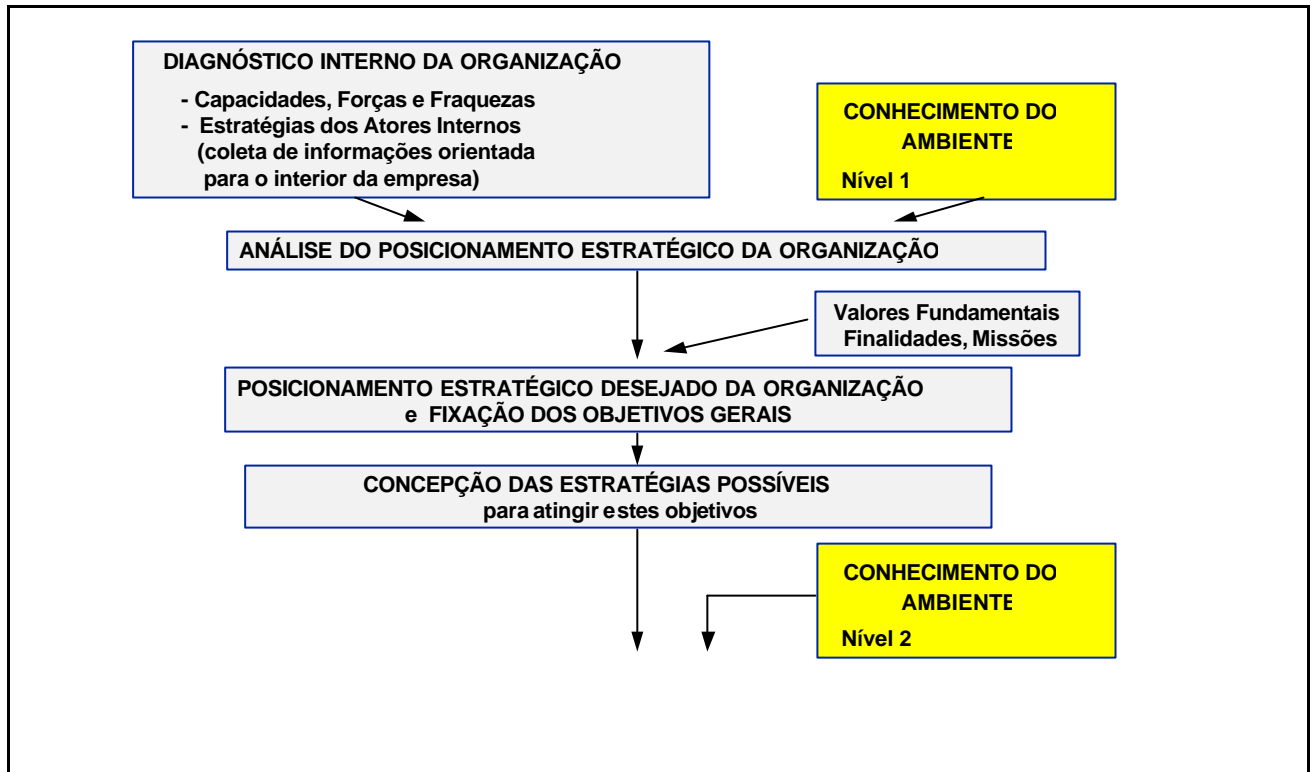 DIAGNÓSTICO INTERNO DA ORGANIZAÇÃO
- Capacidades, Forças e Fraquezas
- Estratégias dos Atores Internos
(coleta de informações orientada
para o interior da empresa)
CONHECIMENTO DO
AMBIENTE
Nível 1
ANÁLISE DO POSICIONAMENTO ESTRATÉGICO DA ORGANIZAÇÃO
Valores Fundamentais
Finalidades, Missões
POSICIONAMENTO ESTRATÉGICO DESEJADO DA ORGANIZAÇÃO
e FIXAÇÃO DOS OBJETIVOS GERAIS
CONCEPÇÃO DAS ESTRATÉGIAS POSSÍVEIS
para atingir estes objetivos
CONHECIMENTO DO
AMBIENTE
Nível 2